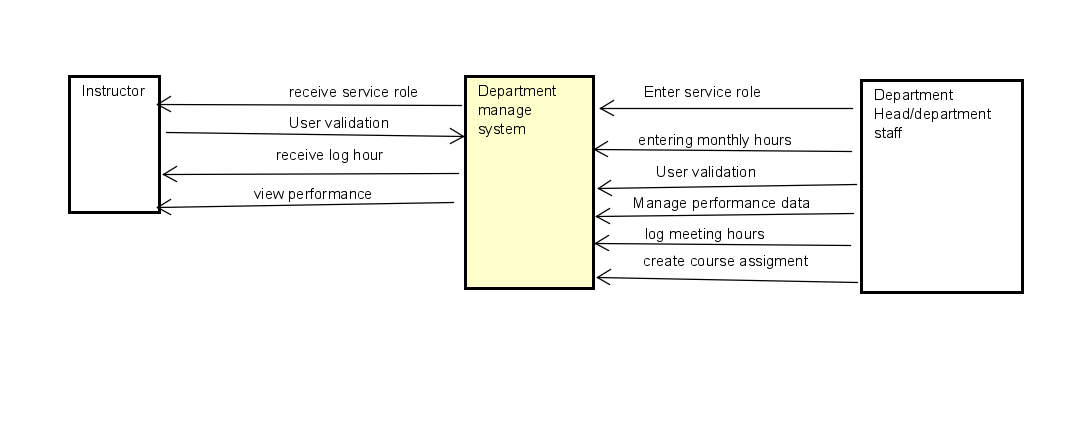 Instructor
receive service role
User validation
receive log hour
view performance
Department
manage
system
Enter service role
entering monthly hours
User validation
Manage performance data
log meeting hours
create course assigment
Department
Head/department
staff